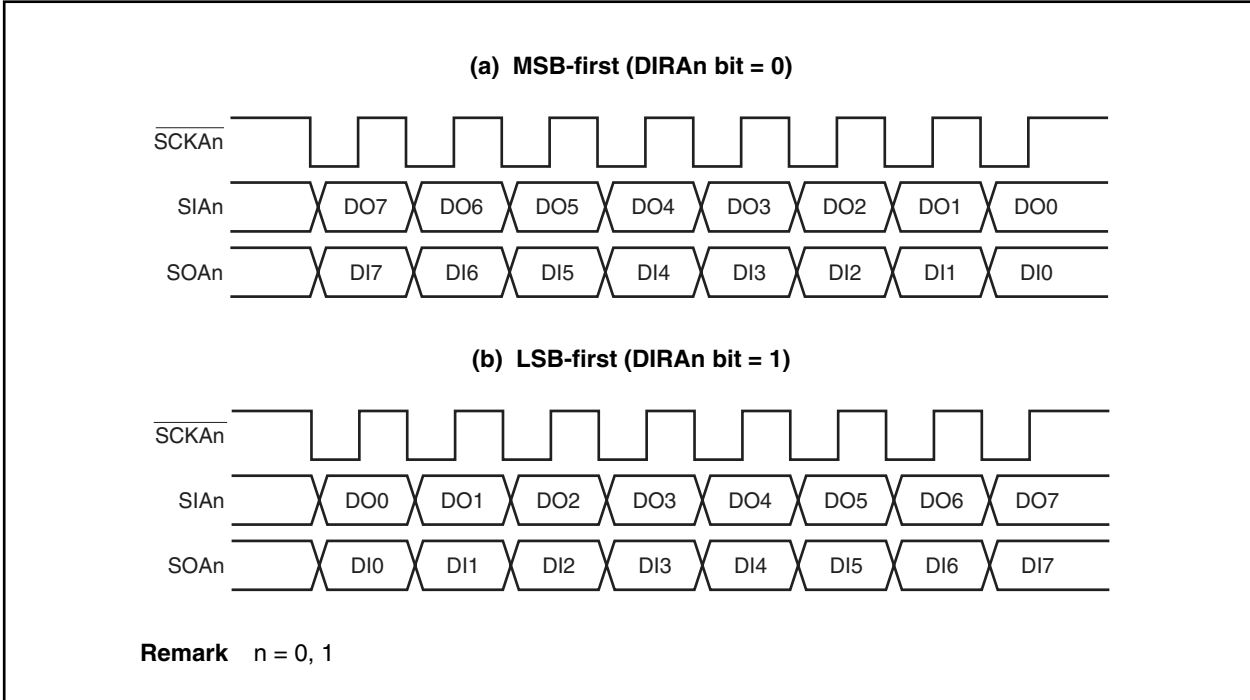 (a) MSB-first (DIRAn bit = 0)
SCKAn
SIAn DO7 DO6 DO5 DO4 DO3 DO2 DO1 DO0
SOAn DI7 DI6 DI5 DI4 DI3 DI2 DI1 DI0
(b) LSB-first (DIRAn bit = 1)
SCKAn
SIAn DO0 DO1 DO2 DO3 DO4 DO5 DO6 DO7
SOAn DI0 DI1 DI2 DI3 DI4 DI5 DI6 DI7
Remark n = 0, 1